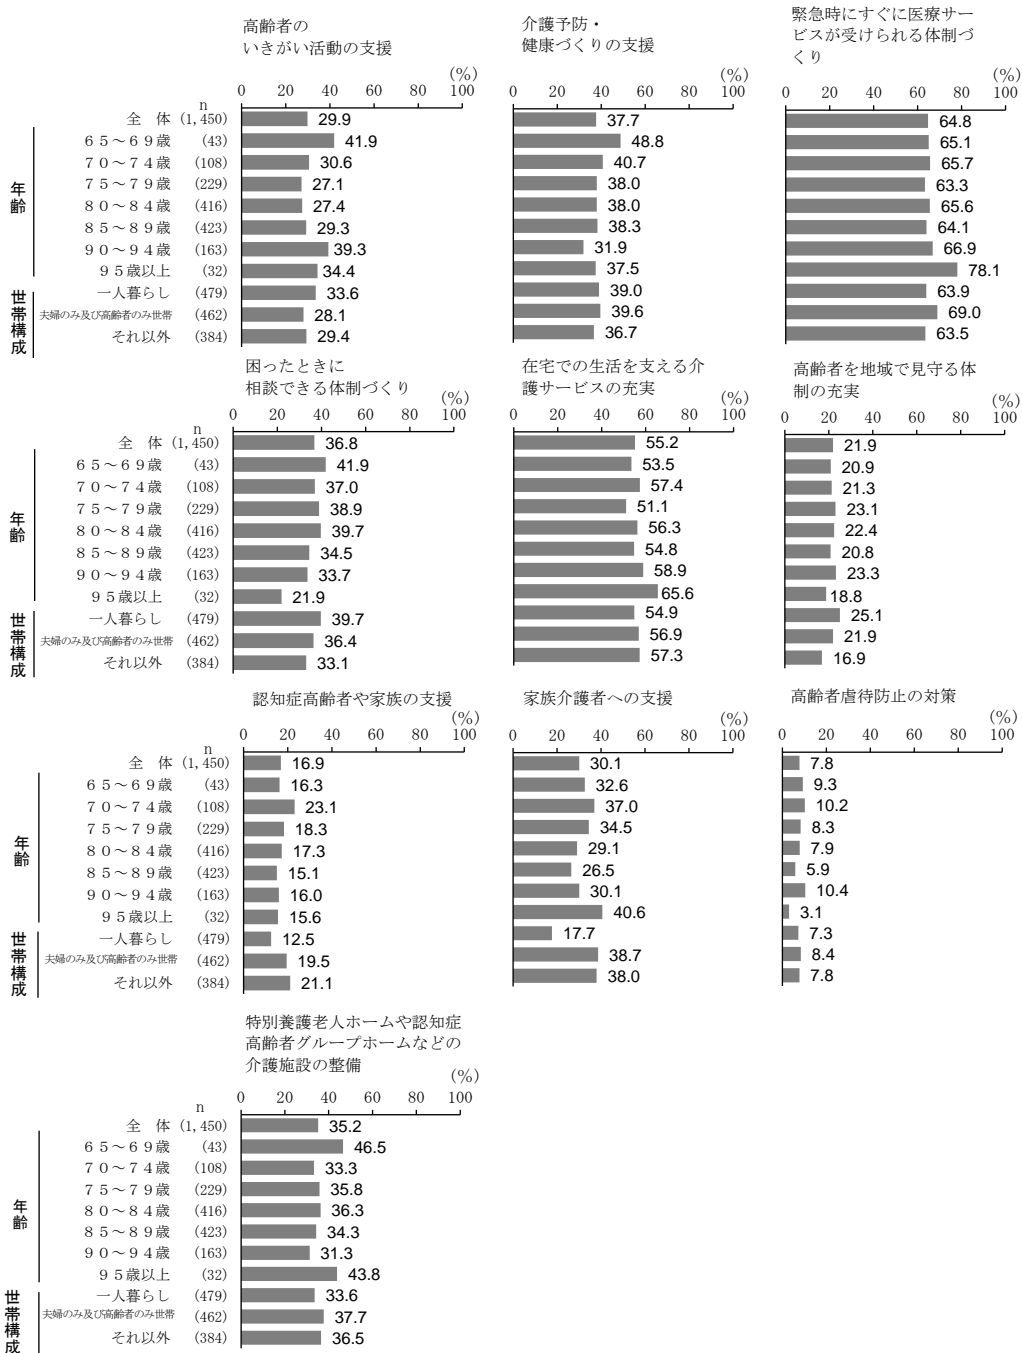 高齢者の
いきがい活動の支援
介護予防・
健康づくりの支援
緊急時にすぐに医療サー
ビスが受けられる体制づ
くり
(%)
(%)
(%)
0 20 40 60 80 100
0 20 40 60 80 100
0 20 40 60 80 100
n
全 体 (1,450) 29.9 37.7 64.8
年齢
65～69歳 (43) 41.9 48.8 65.1
70～74歳 (108) 30.6 40.7 65.7
75～79歳 (229) 27.1 38.0 63.3
80～84歳 (416) 27.4 38.0 65.6
85～89歳 (423) 29.3 38.3 64.1
90～94歳 (163) 39.3 31.9 66.9
95歳以上 (32) 34.4 37.5 78.1
世帯構成
一人暮らし (479) 33.6 39.0 63.9
夫婦のみ及び高齢者のみ世帯 (462) 28.1 39.6 69.0
それ以外 (384) 29.4 36.7 63.5
困ったときに
相談できる体制づくり
在宅での生活を支える介
護サービスの充実
高齢者を地域で見守る体
制の充実
(%)
(%)
(%)
0 20 40 60 80 100
0 20 40 60 80 100
0 20 40 60 80 100
n
全 体 (1,450) 36.8 55.2 21.9
年齢
65～69歳 (43) 41.9 53.5 20.9
70～74歳 (108) 37.0 57.4 21.3
75～79歳 (229) 38.9 51.1 23.1
80～84歳 (416) 39.7 56.3 22.4
85～89歳 (423) 34.5 54.8 20.8
90～94歳 (163) 33.7 58.9 23.3
95歳以上 (32) 21.9 65.6 18.8
世帯構成
一人暮らし (479) 39.7 54.9 25.1
夫婦のみ及び高齢者のみ世帯 (462) 36.4 56.9 21.9
それ以外 (384) 33.1 57.3 16.9
認知症高齢者や家族の支援
家族介護者への支援
高齢者虐待防止の対策
(%)
(%)
(%)
0 20 40 60 80 100
0 20 40 60 80 100
0 20 40 60 80 100
n
全 体 (1,450) 16.9 30.1 7.8
年齢
65～69歳 (43) 16.3 32.6 9.3
70～74歳 (108) 23.1 37.0 10.2
75～79歳 (229) 18.3 34.5 8.3
80～84歳 (416) 17.3 29.1 7.9
85～89歳 (423) 15.1 26.5 5.9
90～94歳 (163) 16.0 30.1 10.4
95歳以上 (32) 15.6 40.6 3.1
世帯構成
一人暮らし (479) 12.5 17.7 7.3
夫婦のみ及び高齢者のみ世帯 (462) 19.5 38.7 8.4
それ以外 (384) 21.1 38.0 7.8
特別養護老人ホームや認知症
高齢者グループホームなどの
介護施設の整備
(%)
0 20 40 60 80 100
n
全 体 (1,450) 35.2
年齢
65～69歳 (43) 46.5
70～74歳 (108) 33.3
75～79歳 (229) 35.8
80～84歳 (416) 36.3
85～89歳 (423) 34.3
90～94歳 (163) 31.3
95歳以上 (32) 43.8
世帯構成
一人暮らし (479) 33.6
夫婦のみ及び高齢者のみ世帯 (462) 37.7
それ以外 (384) 36.5